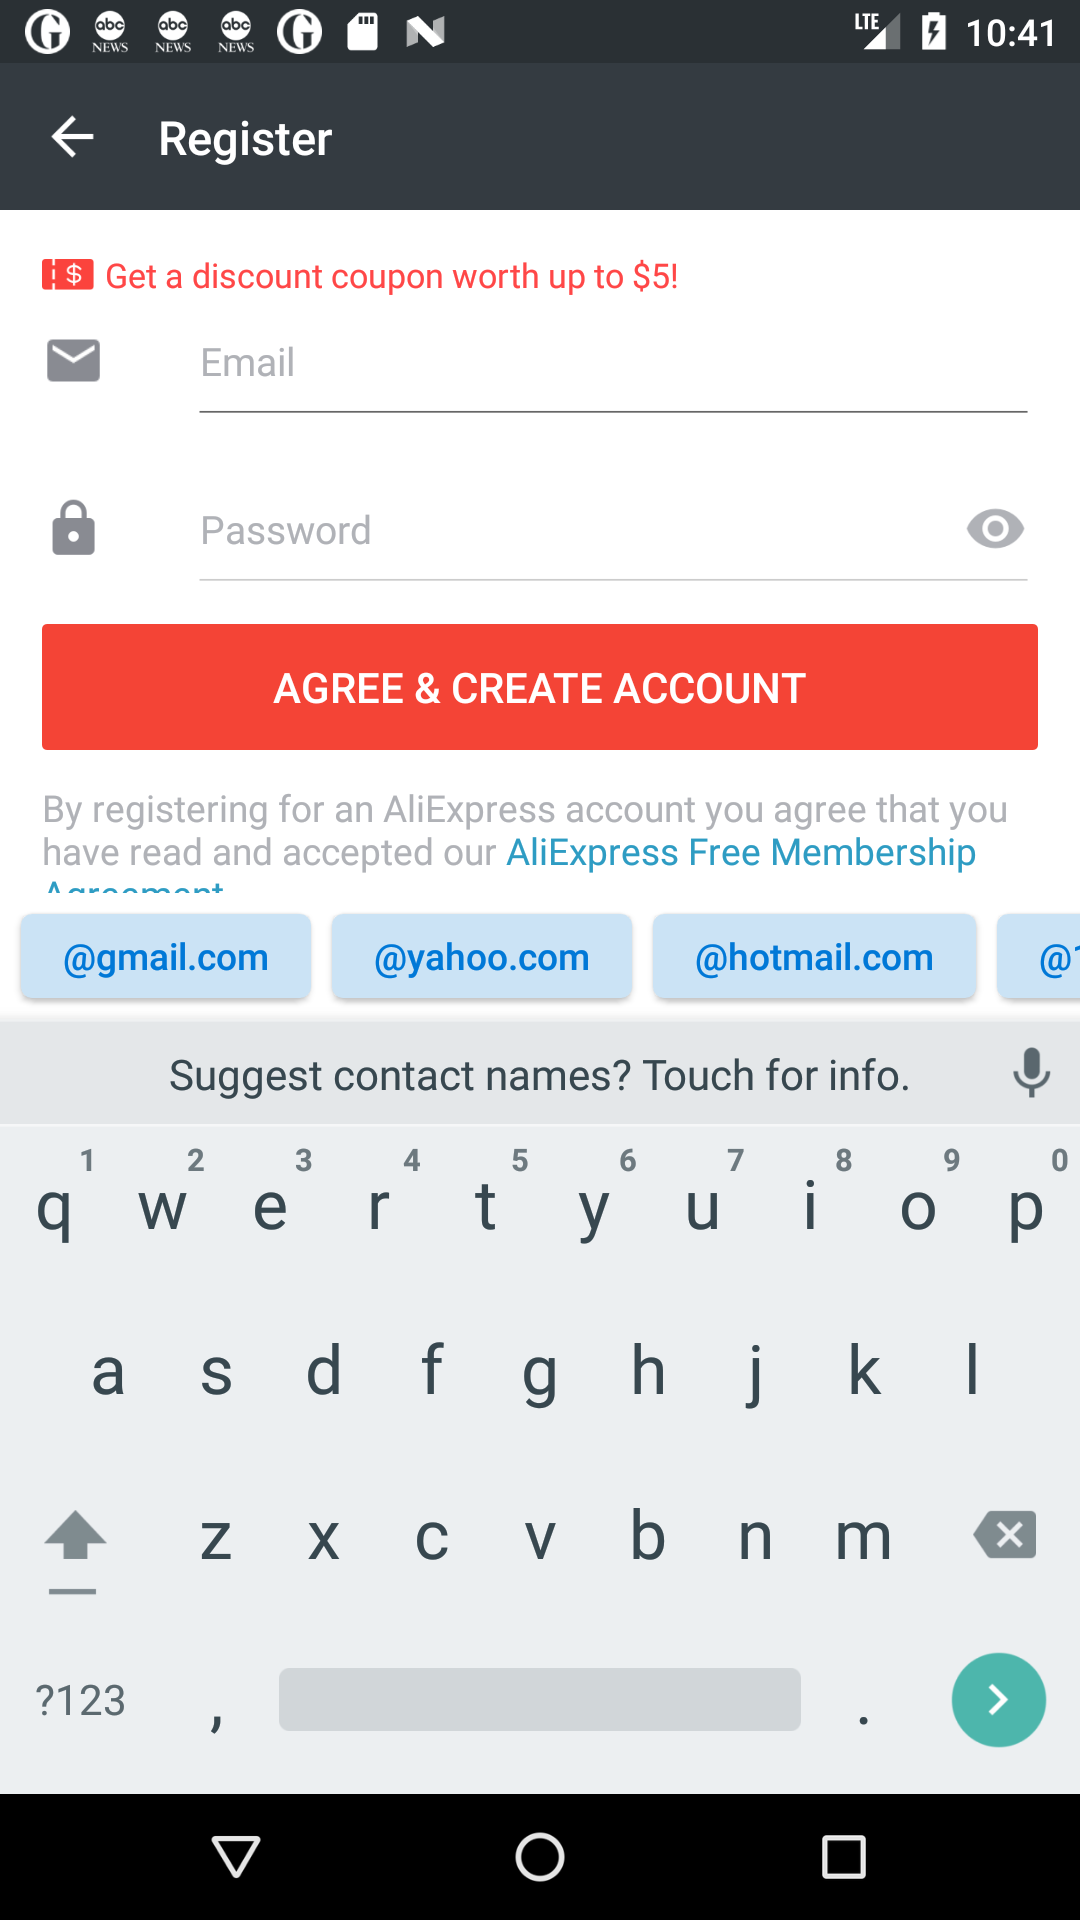 abc NEWS abc NEWS abc NEWS LTE 10:41
Register
Get a discount coupon worth up to $5!
Email
Password
AGREE & CREATE ACCOUNT
By registering for an AliExpress account you agree that you
have read and accepted our AliExpress Free Membership
Agreement
@gmail.com @yahoo.com @hotmail.com @1
Suggest contact names? Touch for info.
1 2 3 4 5 6 7 8 9 0
q w e r t y u i o p
a s d f g h j k l
z x c v b n m
?123 , .